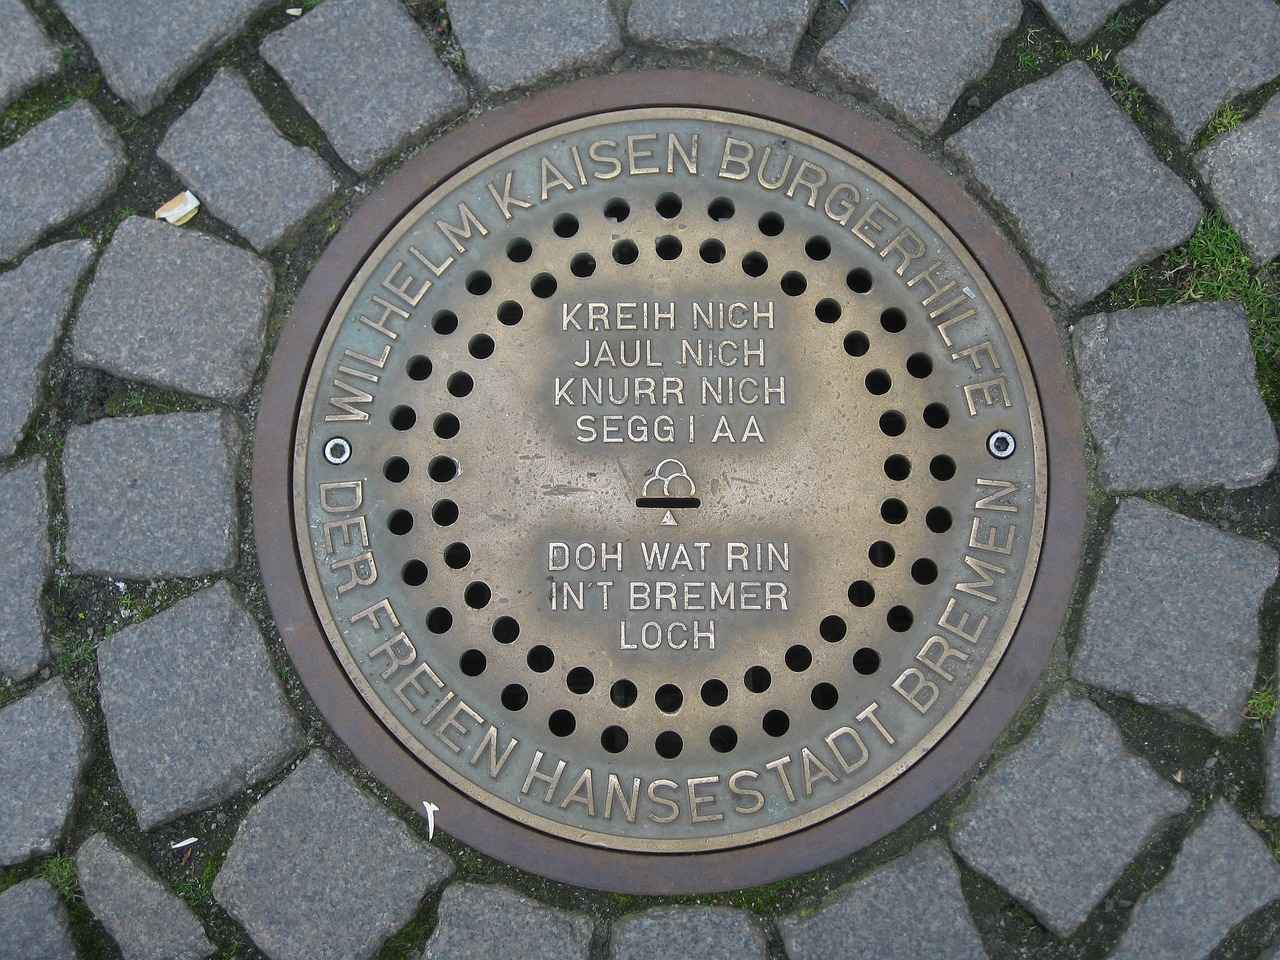 WILHELM KAISEN BÜRGERHILFE
KREIH NICH
JAUL NICH
KNURR NICH
SEGG I AA
DOH WAT RIN
IN'T BREMER
LOCH
DER FREIEN HANSESTADT BREMEN